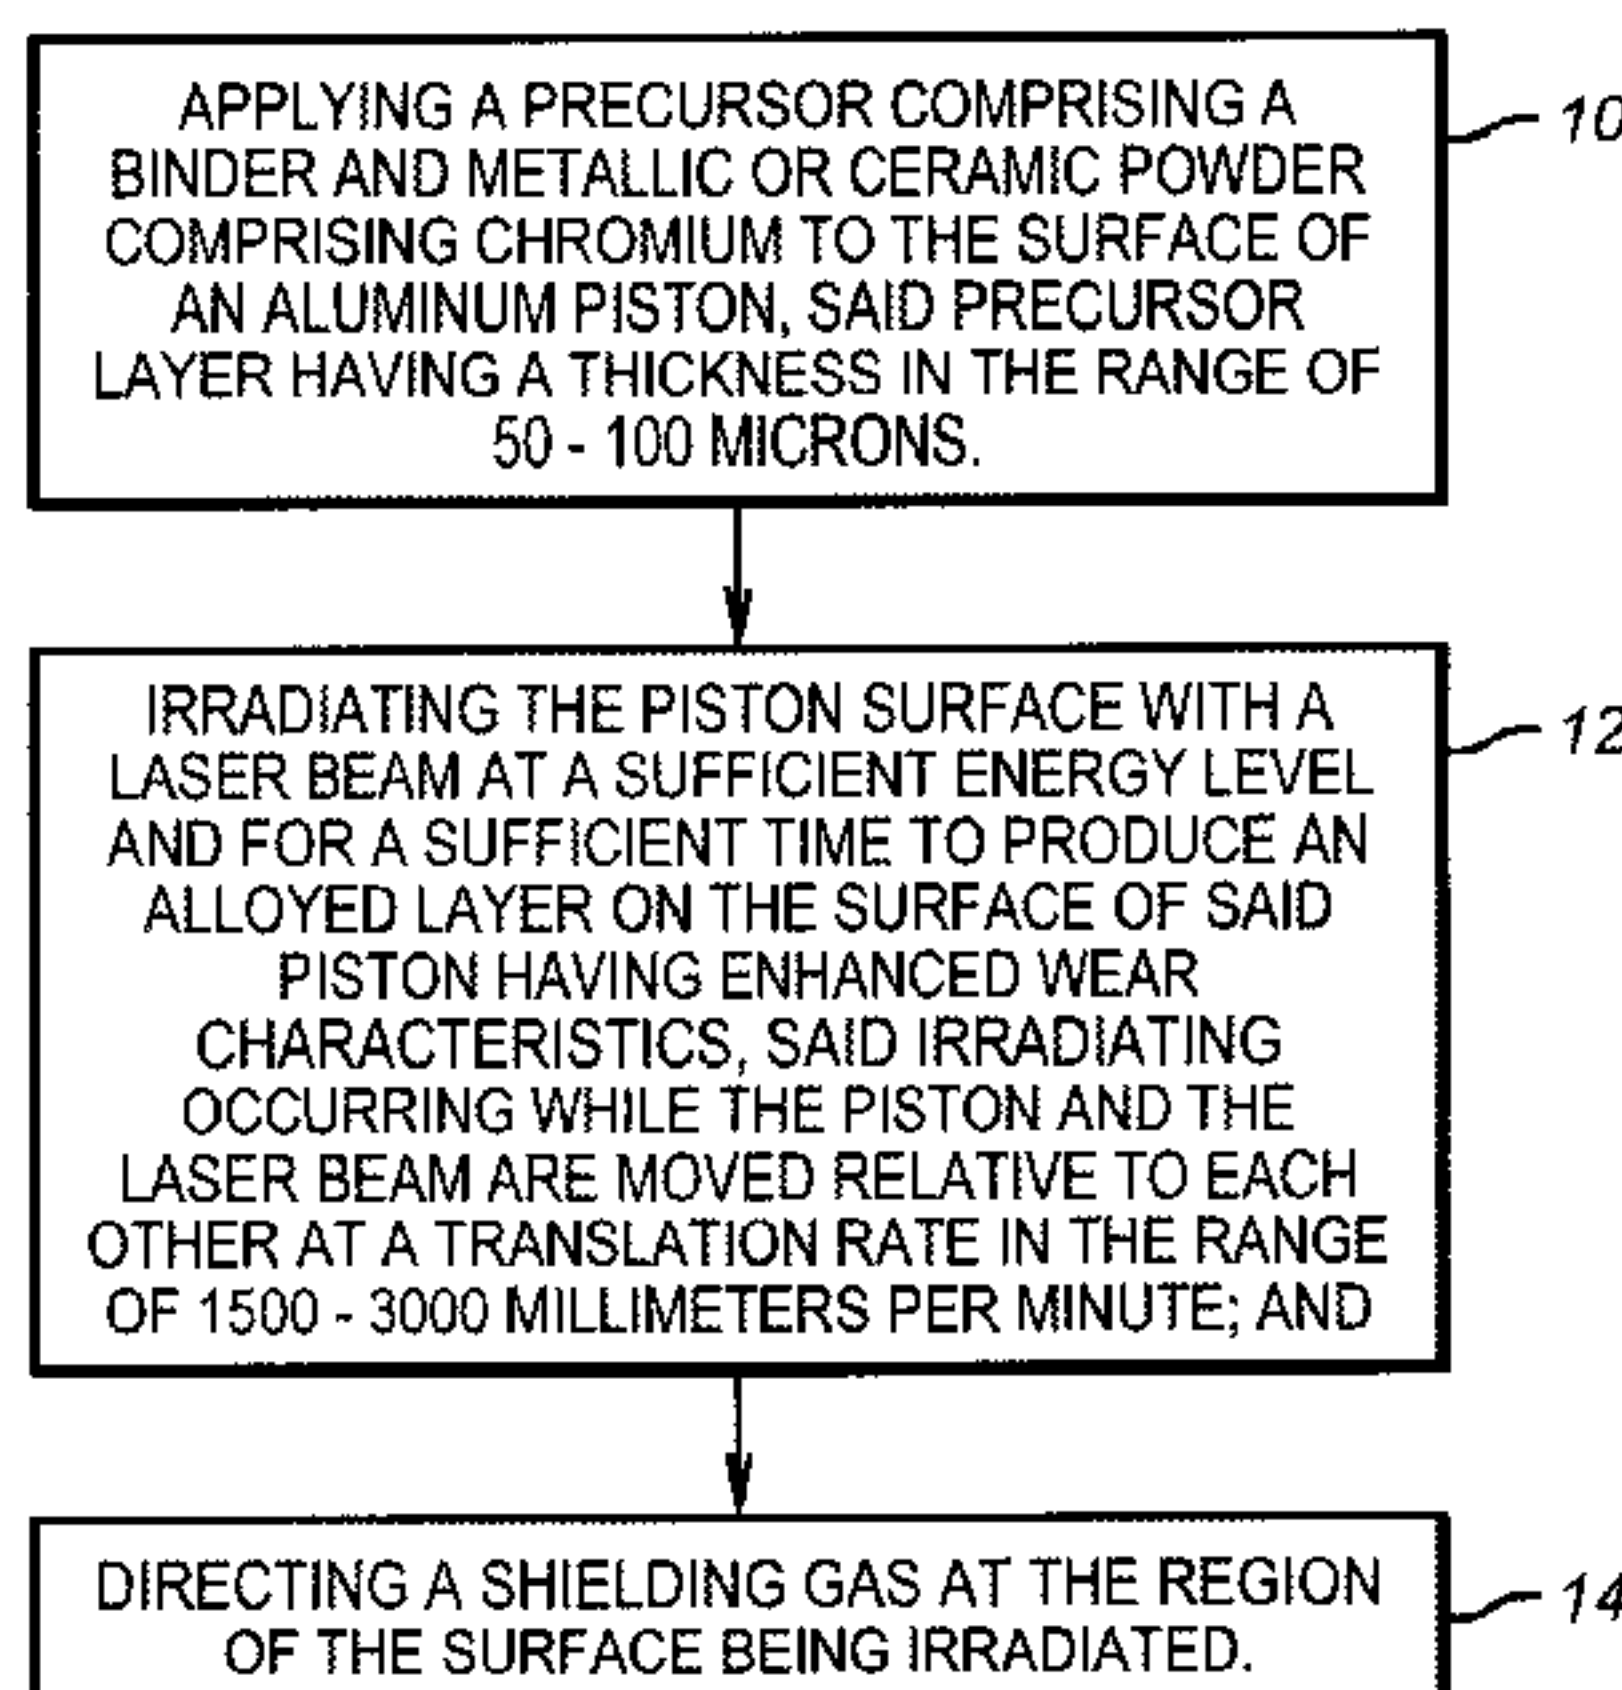 APPLYING A PRECURSOR COMPRISING A
BINDER AND METALLIC OR CERAMIC POWDER
COMPRISING CHROMIUM TO THE SURFACE OF
AN ALUMINUM PISTON, SAID PRECURSOR
LAYER HAVING A THICKNESS IN THE RANGE OF
50 - 100 MICRONS.
10
IRRADIATING THE PISTON SURFACE WITH A
LASER BEAM AT A SUFFICIENT ENERGY LEVEL
AND FOR A SUFFICIENT TIME TO PRODUCE AN
ALLOYED LAYER ON THE SURFACE OF SAID
PISTON HAVING ENHANCED WEAR
CHARACTERISTICS, SAID IRRADIATING
OCCURRING WHILE THE PISTON AND THE
LASER BEAM ARE MOVED RELATIVE TO EACH
OTHER AT A TRANSLATION RATE IN THE RANGE
OF 1500 - 3000 MILLIMETERS PER MINUTE; AND
12
DIRECTING A SHIELDING GAS AT THE REGION
OF THE SURFACE BEING IRRADIATED.
14